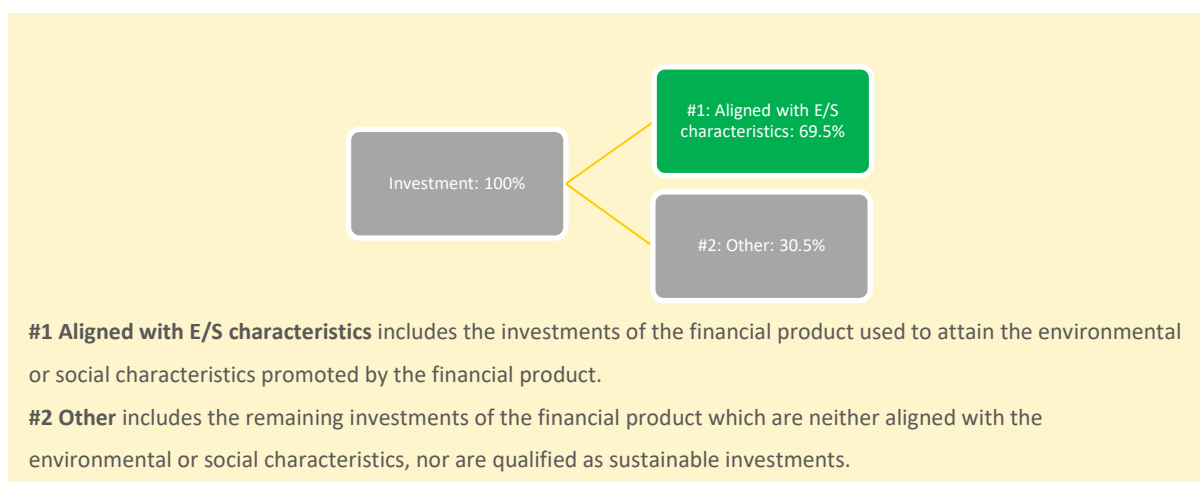 #1: Aligned with E/S
characteristics: 69.5%
Investment: 100%
#2: Other: 30.5%
#1 Aligned with E/S characteristics includes the investments of the financial product used to attain the environmental
or social characteristics promoted by the financial product.
#2 Other includes the remaining investments of the financial product which are neither aligned with the
environmental or social characteristics, nor are qualified as sustainable investments.